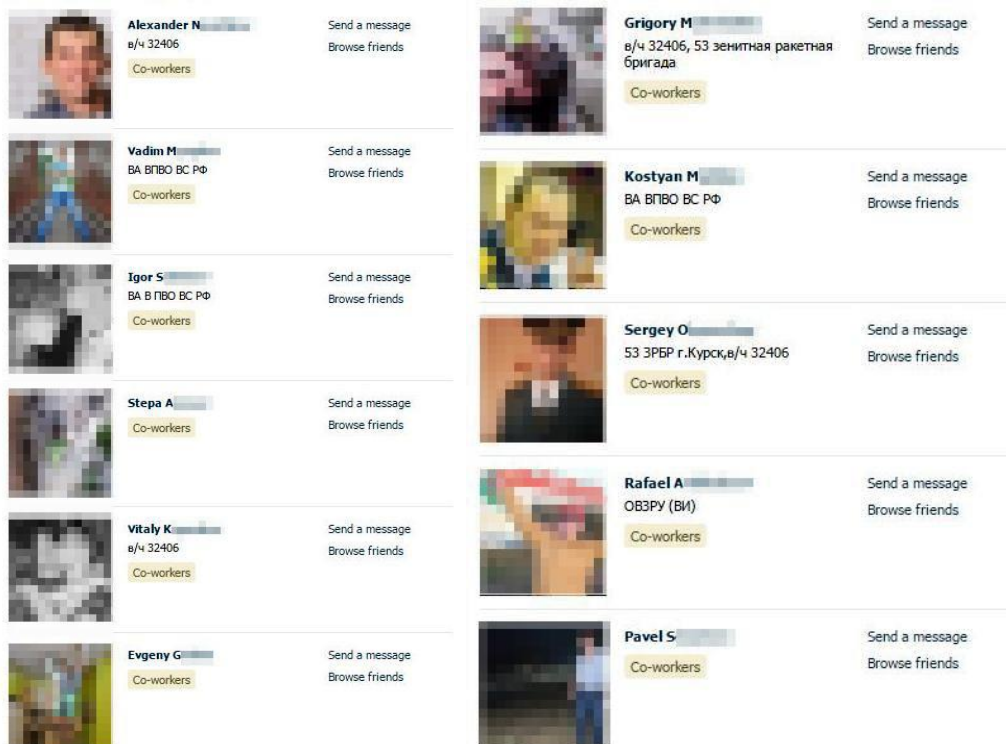 Alexander N
Send a message
в/ч 32406
Browse friends
Co-workers
Vadim M
Send a message
ВА ВПВО ВС РФ
Browse friends
Co-workers
Igor S
Send a message
ВА В ПВО ВС РФ
Browse friends
Co-workers
Stepa A
Send a message
Browse friends
Co-workers
Vitaly K
Send a message
в/ч 32406
Browse friends
Co-workers
Evgeny G
Send a message
Browse friends
Co-workers
Grigory M
Send a message
в/ч 32406, 53 зенитная ракетная
бригада
Browse friends
Co-workers
Kostyan M
Send a message
ВА ВПВО ВС РФ
Browse friends
Co-workers
Sergey O
Send a message
53 ЗРБР г.Курск,в/ч 32406
Browse friends
Co-workers
Rafael A
Send a message
ОВЗРУ (ВИ)
Browse friends
Co-workers
Pavel S
Send a message
Browse friends
Co-workers